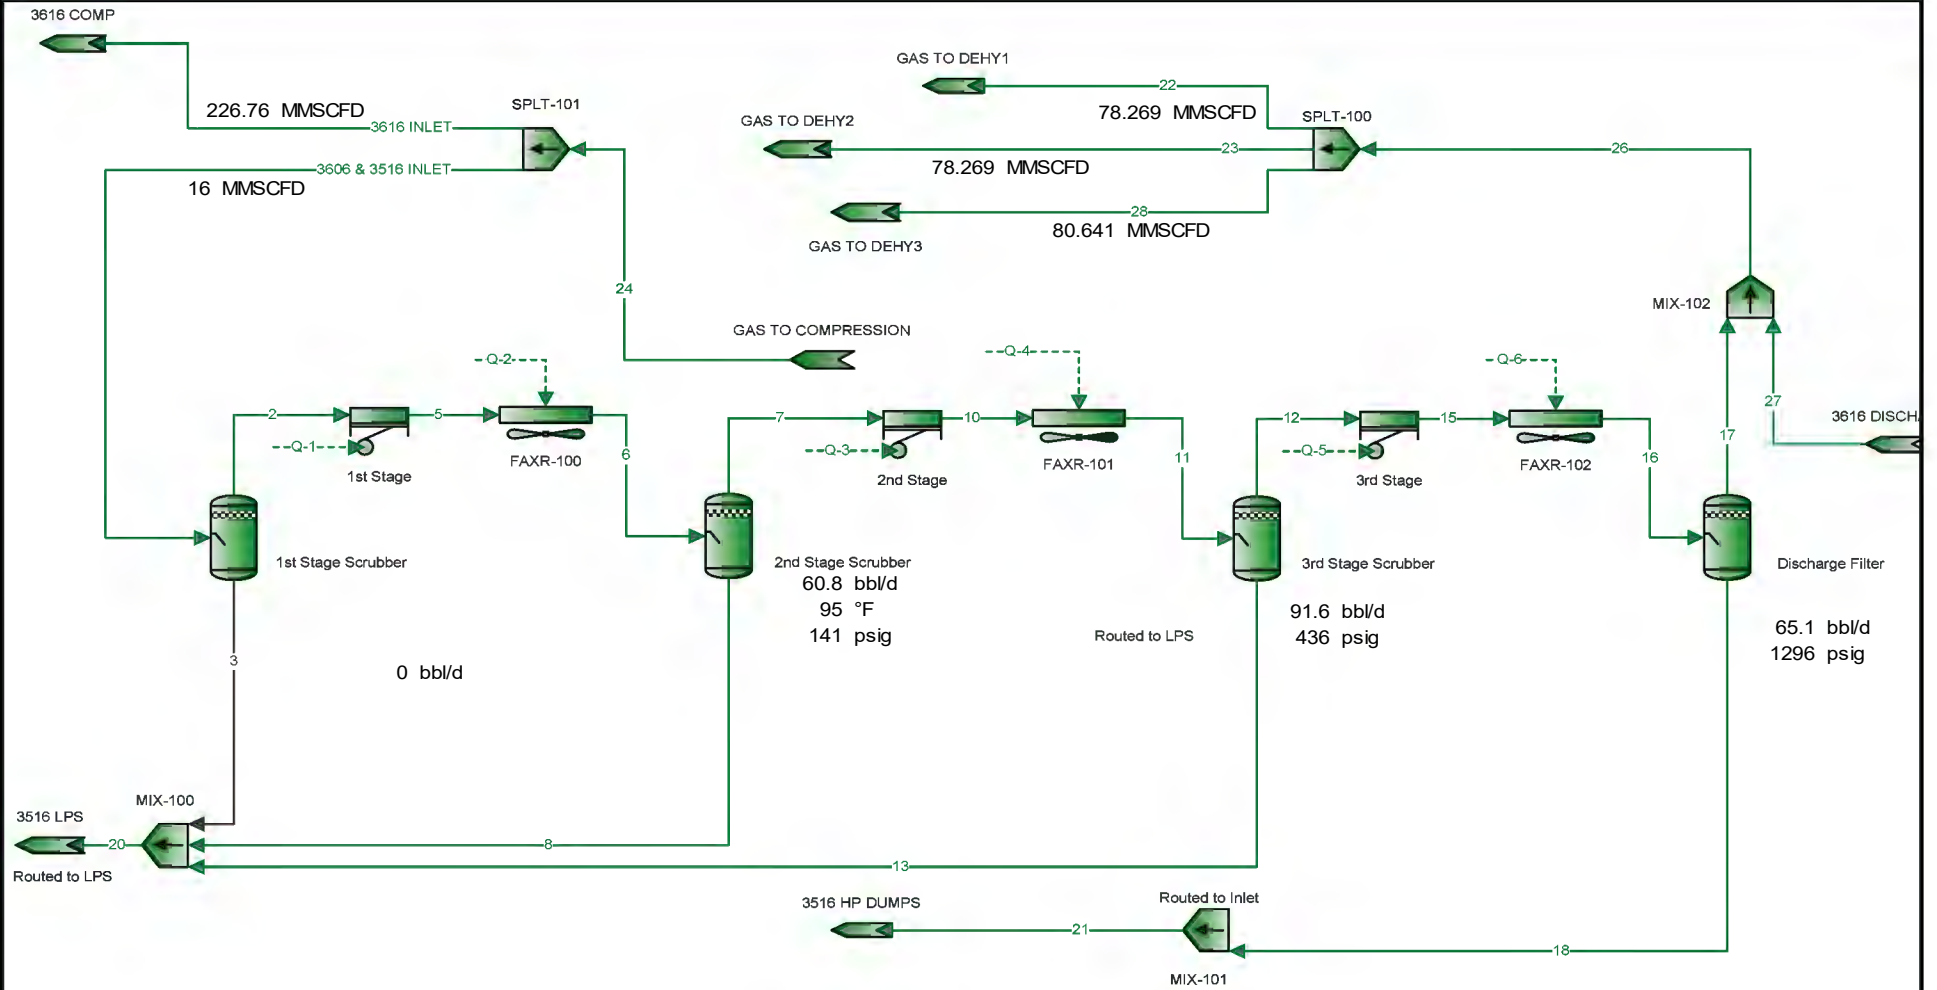 3616 COMP
GAS TO DEHY1
22
226.76 MMSCFD
SPLT-101
78.269 MMSCFD
SPLT-100
GAS TO DEHY2
3616 INLET
23
26
3606 & 3516 INLET
78.269 MMSCFD
16 MMSCFD
28
80.641 MMSCFD
GAS TO DEHY3
24
MIX-102
GAS TO COMPRESSION
Q-2
Q-4
Q-6
27
2
5
7
10
12
15
3616 DISCHA
Q-1
6
Q-3
11
Q-5
16
17
1st Stage
FAXR-100
2nd Stage
FAXR-101
3rd Stage
FAXR-102
1st Stage Scrubber
2nd Stage Scrubber
60.8 bbl/d
95 °F
141 psig
3rd Stage Scrubber
91.6 bbl/d
436 psig
Discharge Filter
65.1 bbl/d
1296 psig
Routed to LPS
3
0 bbl/d
MIX-100
3516 LPS
20
8
Routed to LPS
13
3516 HP DUMPS
Routed to Inlet
21
18
MIX-101